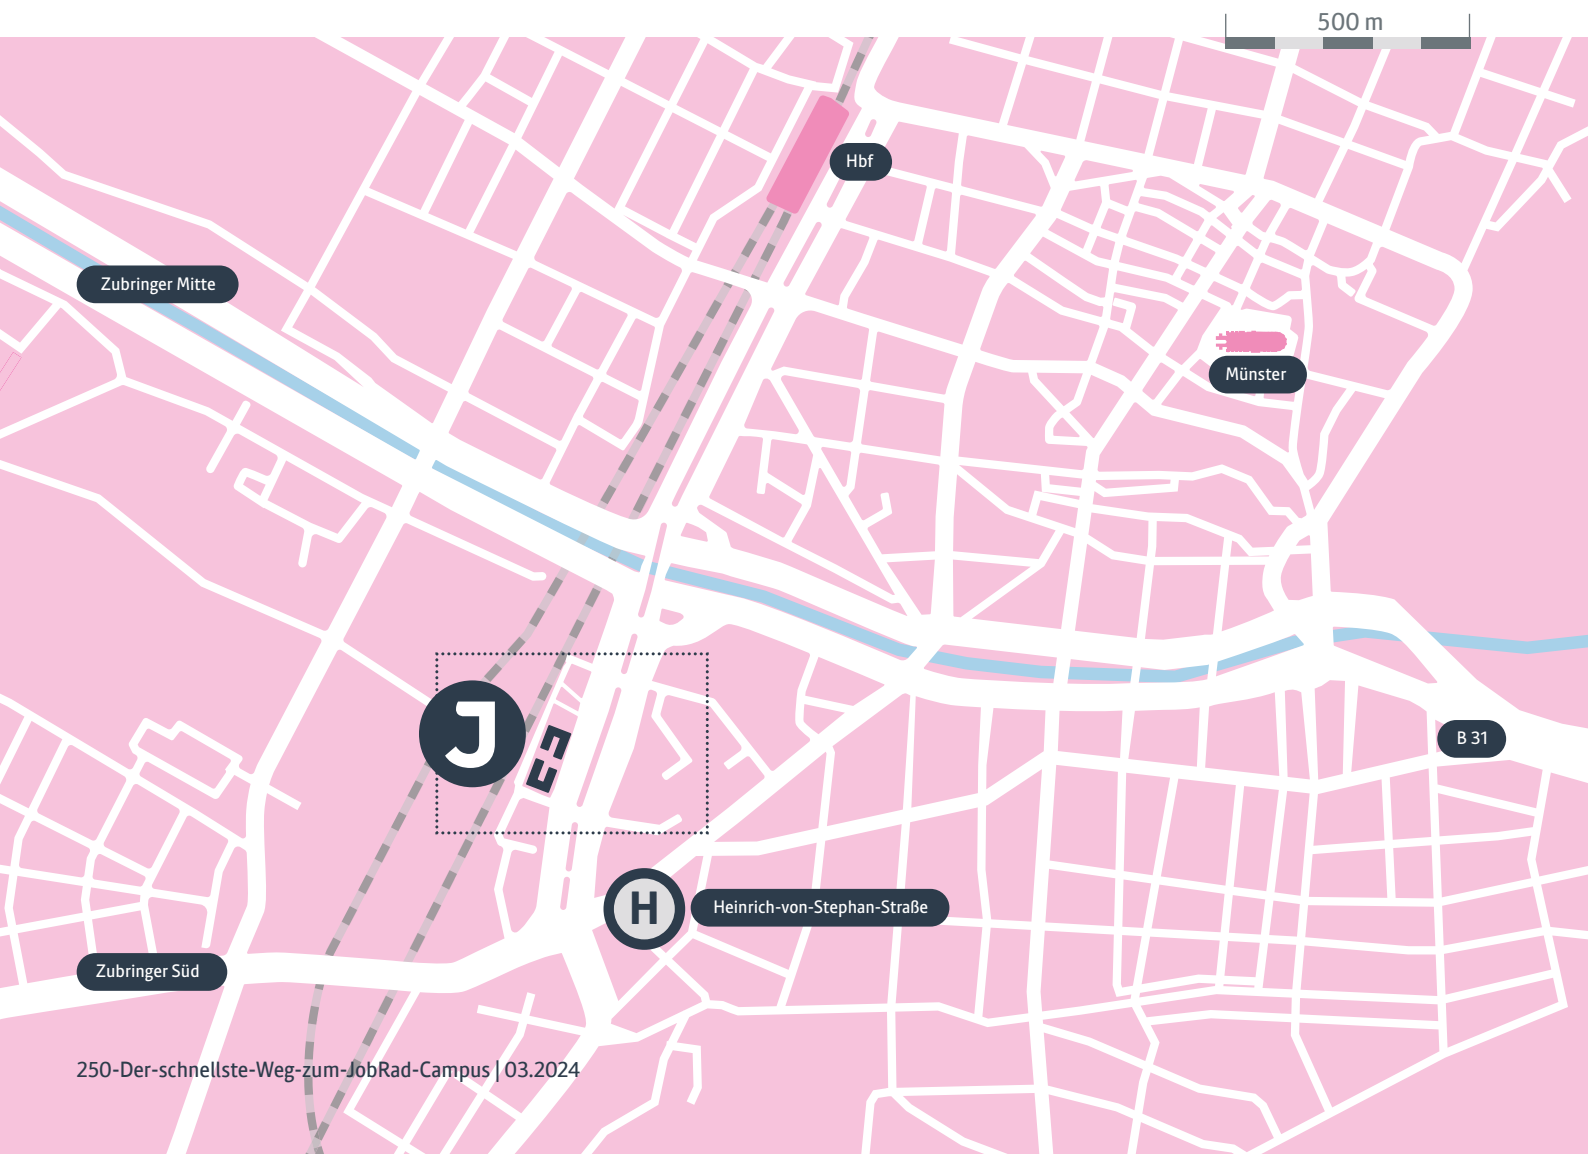 500 m
Hbf
Zubringer Mitte
Münster
J
B 31
H
Heinrich-von-Stephan-Straße
Zubringer Süd
250-Der-schnellste-Weg-zum-JobRad-Campus | 03.2024